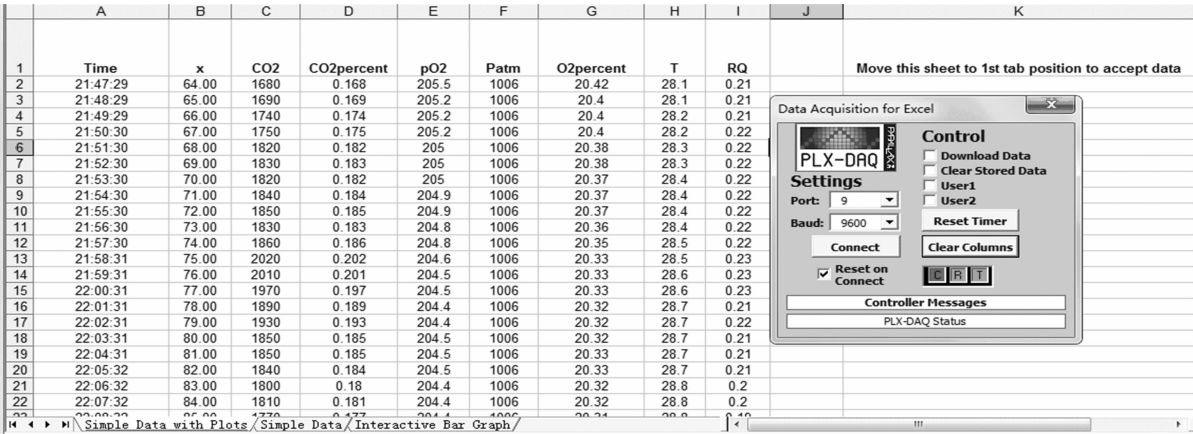 A B C D E F G H I J K
1 Time x CO2 CO2percent pO2 Patm O2percent T RQ Move this sheet to 1st tab position to accept data
2 21:47:29 64.00 1680 0.168 205.5 1006 20.42 28.1 0.21
3 21:48:29 65.00 1690 0.169 205.2 1006 20.4 28.1 0.21
4 21:49:29 66.00 1740 0.174 205.2 1006 20.4 28.2 0.21
5 21:50:30 67.00 1750 0.175 205.2 1006 20.4 28.2 0.22
6 21:51:30 68.00 1820 0.182 205 1006 20.38 28.3 0.22
7 21:52:30 69.00 1830 0.183 205 1006 20.38 28.3 0.22
8 21:53:30 70.00 1820 0.182 205 1006 20.37 28.4 0.22
9 21:54:30 71.00 1840 0.184 204.9 1006 20.37 28.4 0.22
10 21:55:30 72.00 1850 0.185 204.9 1006 20.37 28.4 0.22
11 21:56:30 73.00 1830 0.183 204.8 1006 20.36 28.4 0.22
12 21:57:30 74.00 1860 0.186 204.8 1006 20.35 28.5 0.22
13 21:58:31 75.00 2020 0.202 204.6 1006 20.33 28.5 0.23
14 21:59:31 76.00 2010 0.201 204.5 1006 20.33 28.6 0.23
15 22:00:31 77.00 1970 0.197 204.5 1006 20.33 28.6 0.23
16 22:01:31 78.00 1890 0.189 204.4 1006 20.32 28.7 0.21
17 22:02:31 79.00 1930 0.193 204.4 1006 20.32 28.7 0.22
18 22:03:31 80.00 1850 0.185 204.5 1006 20.32 28.7 0.21
19 22:04:31 81.00 1850 0.185 204.5 1006 20.33 28.7 0.21
20 22:05:32 82.00 1840 0.184 204.5 1006 20.33 28.7 0.21
21 22:06:32 83.00 1800 0.18 204.4 1006 20.32 28.8 0.2
22 22:07:32 84.00 1810 0.181 204.4 1006 20.32 28.8 0.2
Simple Data with Plots Simple Data Interactive Bar Graph
Data Acquisition for Excel
PLX-DAQ
PARALLAX
Settings
Port: 9
Baud: 9600
Connect
Reset on
Connect
Control
Download Data
Clear Stored Data
User1
User2
Reset Timer
Clear Columns
C R T
Controller Messages
PLX-DAQ Status